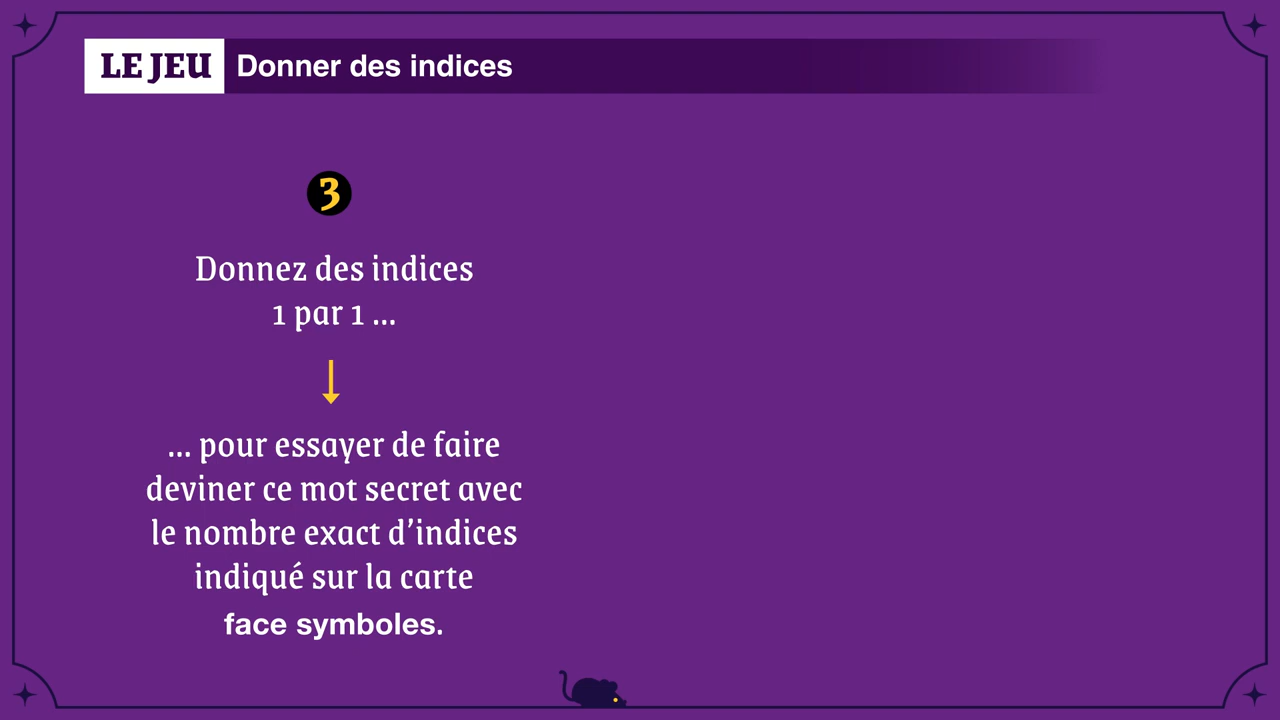 LE JEU Donner des indices
3
Donnez des indices
1 par 1 ...
... pour essayer de faire
deviner ce mot secret avec
le nombre exact d’indices
indiqué sur la carte
face symboles.